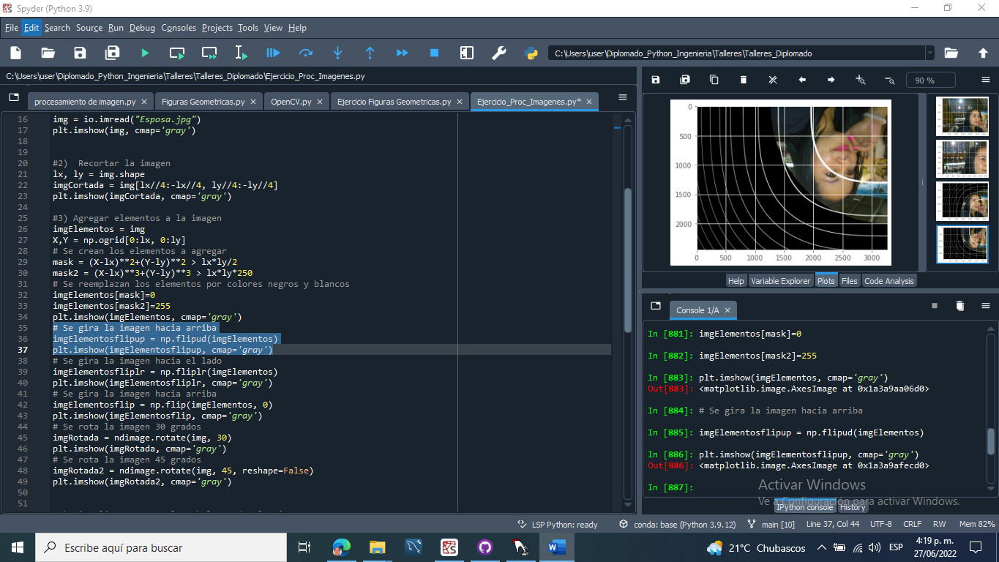 Spyder (Python 3.9)
File Edit Search Source Run Debug Consoles Projects Tools View Help
C:\Users\user\Diplomado_Python_Ingenieria\Talleres\Talleres_Diplomado
C:\Users\user\Diplomado_Python_Ingenieria\Talleres\Talleres_Diplomado\Ejercicio_Proc_Imagenes.py
procesamiento de imagen.py Figuras Geometricas.py OpenCV.py Ejercicio Figuras Geometricas.py Ejercicio_Proc_Imagenes.py*
16 img = io.imread("Esposa.jpg")
17 plt.imshow(img, cmap='gray')
18
19
20 #2)  Recortar la imagen
21 lx, ly = img.shape
22 imgCortada = img[lx//4:-lx//4, ly//4:-ly//4]
23 plt.imshow(imgCortada, cmap='gray')
24
25 #3) Agregar elementos a la imagen
26 imgElementos = img
27 X,Y = np.ogrid[0:lx, 0:ly]
28 # Se crean los elementos a agregar
29 mask = (X-lx)**2+(Y-ly)**2 > lx*ly/2
30 mask2 = (X-lx)**3+(Y-ly)**3 > lx*ly*250
31 # Se reemplazan los elementos por colores negros y blancos
32 imgElementos[mask]=0
33 imgElementos[mask2]=255
34 plt.imshow(imgElementos, cmap='gray')
35 # Se gira la imagen hacia arriba
36 imgElementosflipup = np.flipud(imgElementos)
37 plt.imshow(imgElementosflipup, cmap='gray')
38 # Se gira la imagen hacia el lado
39 imgElementosfliplr = np.fliplr(imgElementos)
40 plt.imshow(imgElementosfliplr, cmap='gray')
41 # Se gira la imagen hacia arriba
42 imgElementosflip = np.flip(imgElementos, 0)
43 plt.imshow(imgElementosflip, cmap='gray')
44 # Se rota la imagen 30 grados
45 imgRotada = ndimage.rotate(img, 30)
46 plt.imshow(imgRotada, cmap='gray')
47 # Se rota la imagen 45 grados
48 imgRotada2 = ndimage.rotate(img, 45, reshape=False)
49 plt.imshow(imgRotada2, cmap='gray')
50
51
90 %
0
500
1000
1500
2000
0 500 1000 1500 2000 2500 3000
Help Variable Explorer Plots Files Code Analysis
Console 1/A
In [881]: imgElementos[mask]=0
In [882]: imgElementos[mask2]=255
In [883]: plt.imshow(imgElementos, cmap='gray')
Out[883]: <matplotlib.image.AxesImage at 0x1a3a9aa06d0>
In [884]: # Se gira la imagen hacia arriba
In [885]: imgElementosflipup = np.flipud(imgElementos)
In [886]: plt.imshow(imgElementosflipup, cmap='gray')
Out[886]: <matplotlib.image.AxesImage at 0x1a3a9afecd0>
In [887]:
Activar Windows
Ve a Configuración para activar Windows.
IPython console History
LSP Python: ready conda: base (Python 3.9.12) main [10] Line 37, Col 44 UTF-8 CRLF RW Mem 82%
Escribe aquí para buscar
21°C Chubascos ESP 4:19 p. m.
27/06/2022